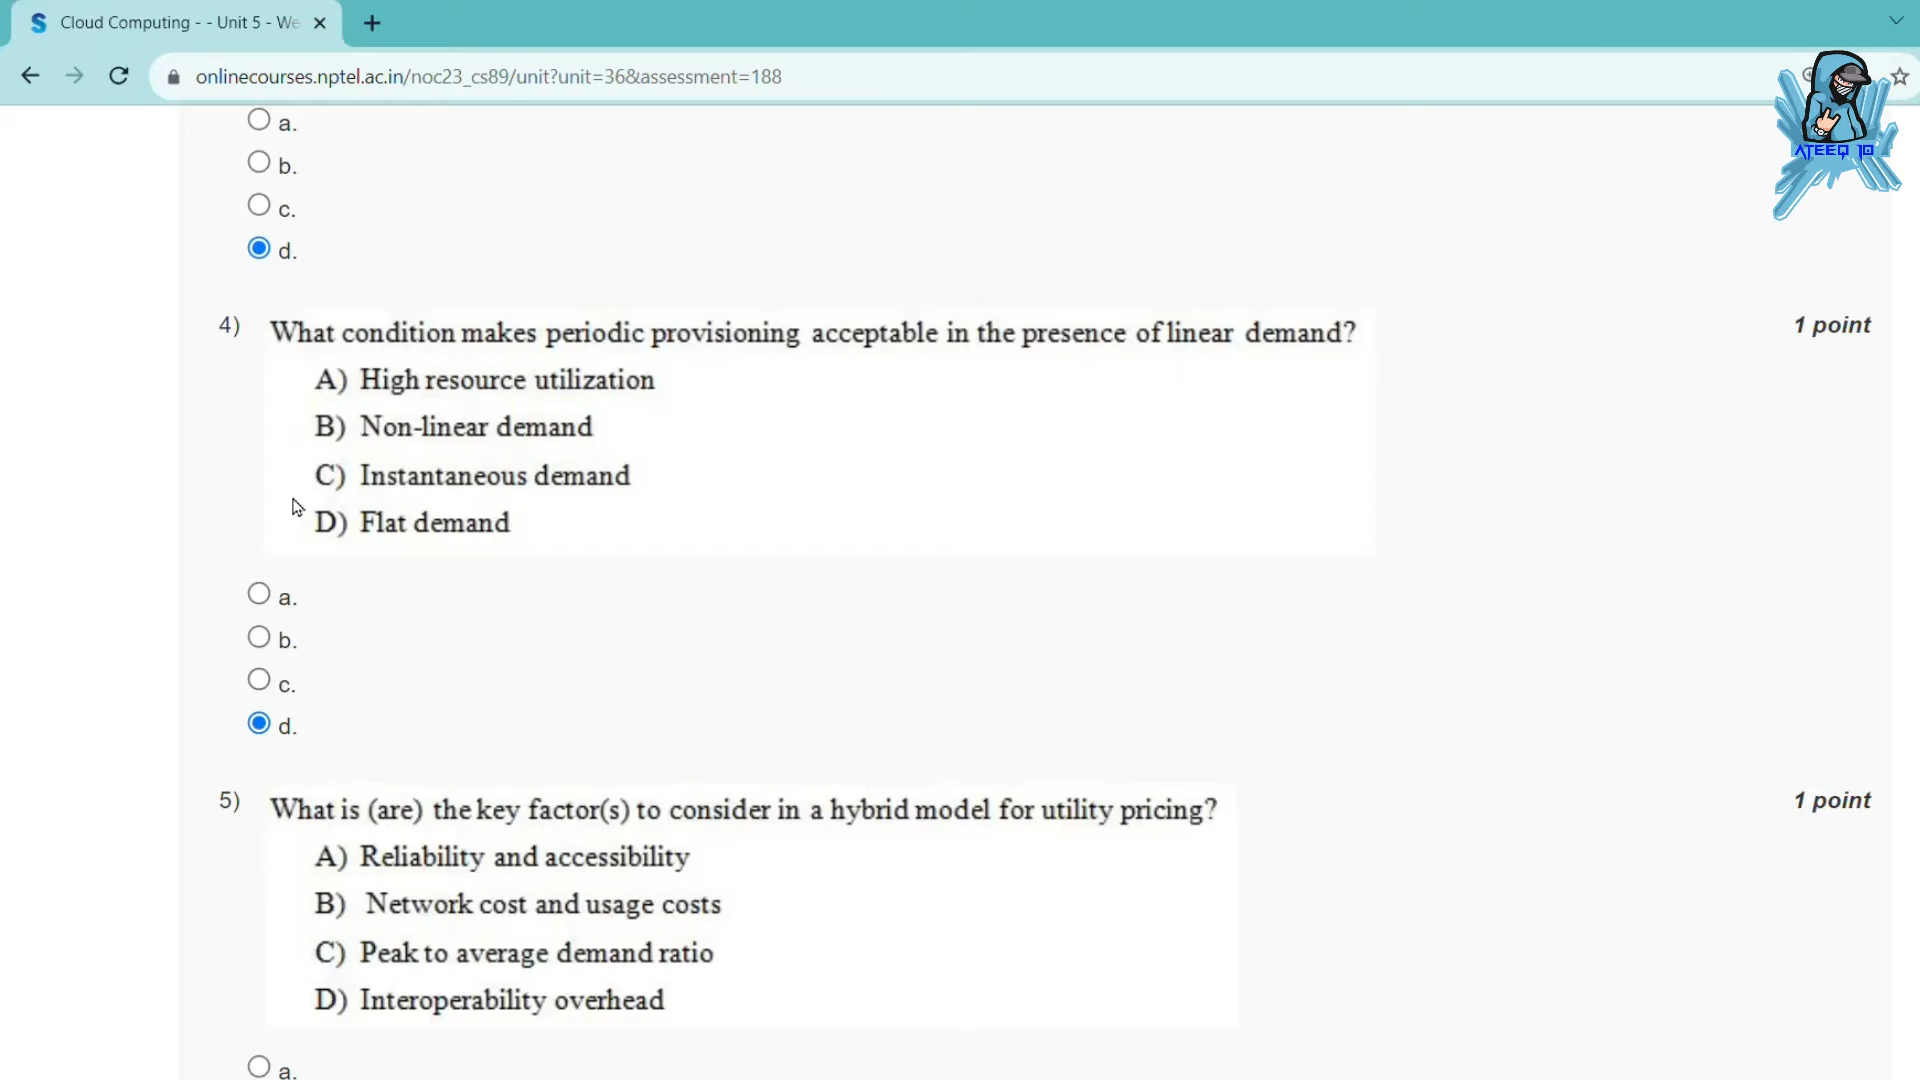 Cloud Computing - - Unit 5 - We
onlinecourses.nptel.ac.in/noc23_cs89/unit?unit=36&assessment=188
ATEEQ 10
a.
b.
c.
d.
4) What condition makes periodic provisioning acceptable in the presence of linear demand? 1 point
A) High resource utilization
B) Non-linear demand
C) Instantaneous demand
D) Flat demand
a.
b.
c.
d.
5) What is (are) the key factor(s) to consider in a hybrid model for utility pricing? 1 point
A) Reliability and accessibility
B) Network cost and usage costs
C) Peak to average demand ratio
D) Interoperability overhead
a.